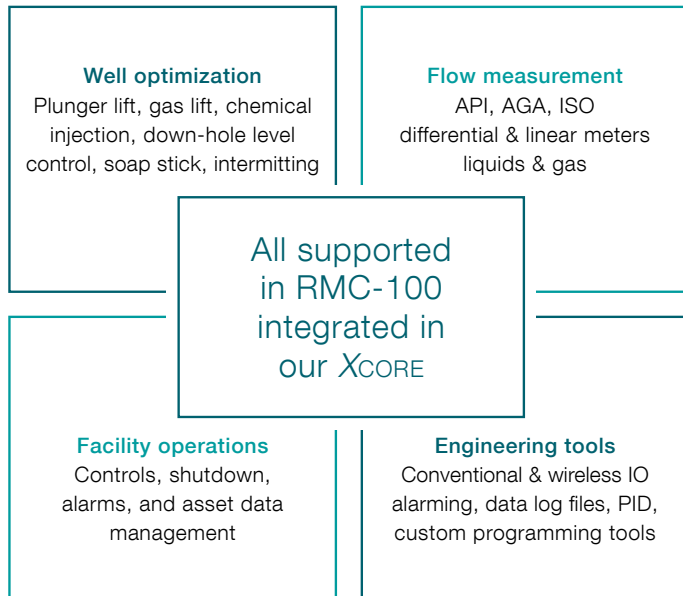 Well optimization
Plunger lift, gas lift, chemical
injection, down-hole level
control, soap stick, intermitting
Flow measurement
API, AGA, ISO
differential & linear meters
liquids & gas
All supported
in RMC-100
integrated in
our XCORE
Facility operations
Controls, shutdown,
alarms, and asset data
management
Engineering tools
Conventional & wireless IO
alarming, data log files, PID,
custom programming tools